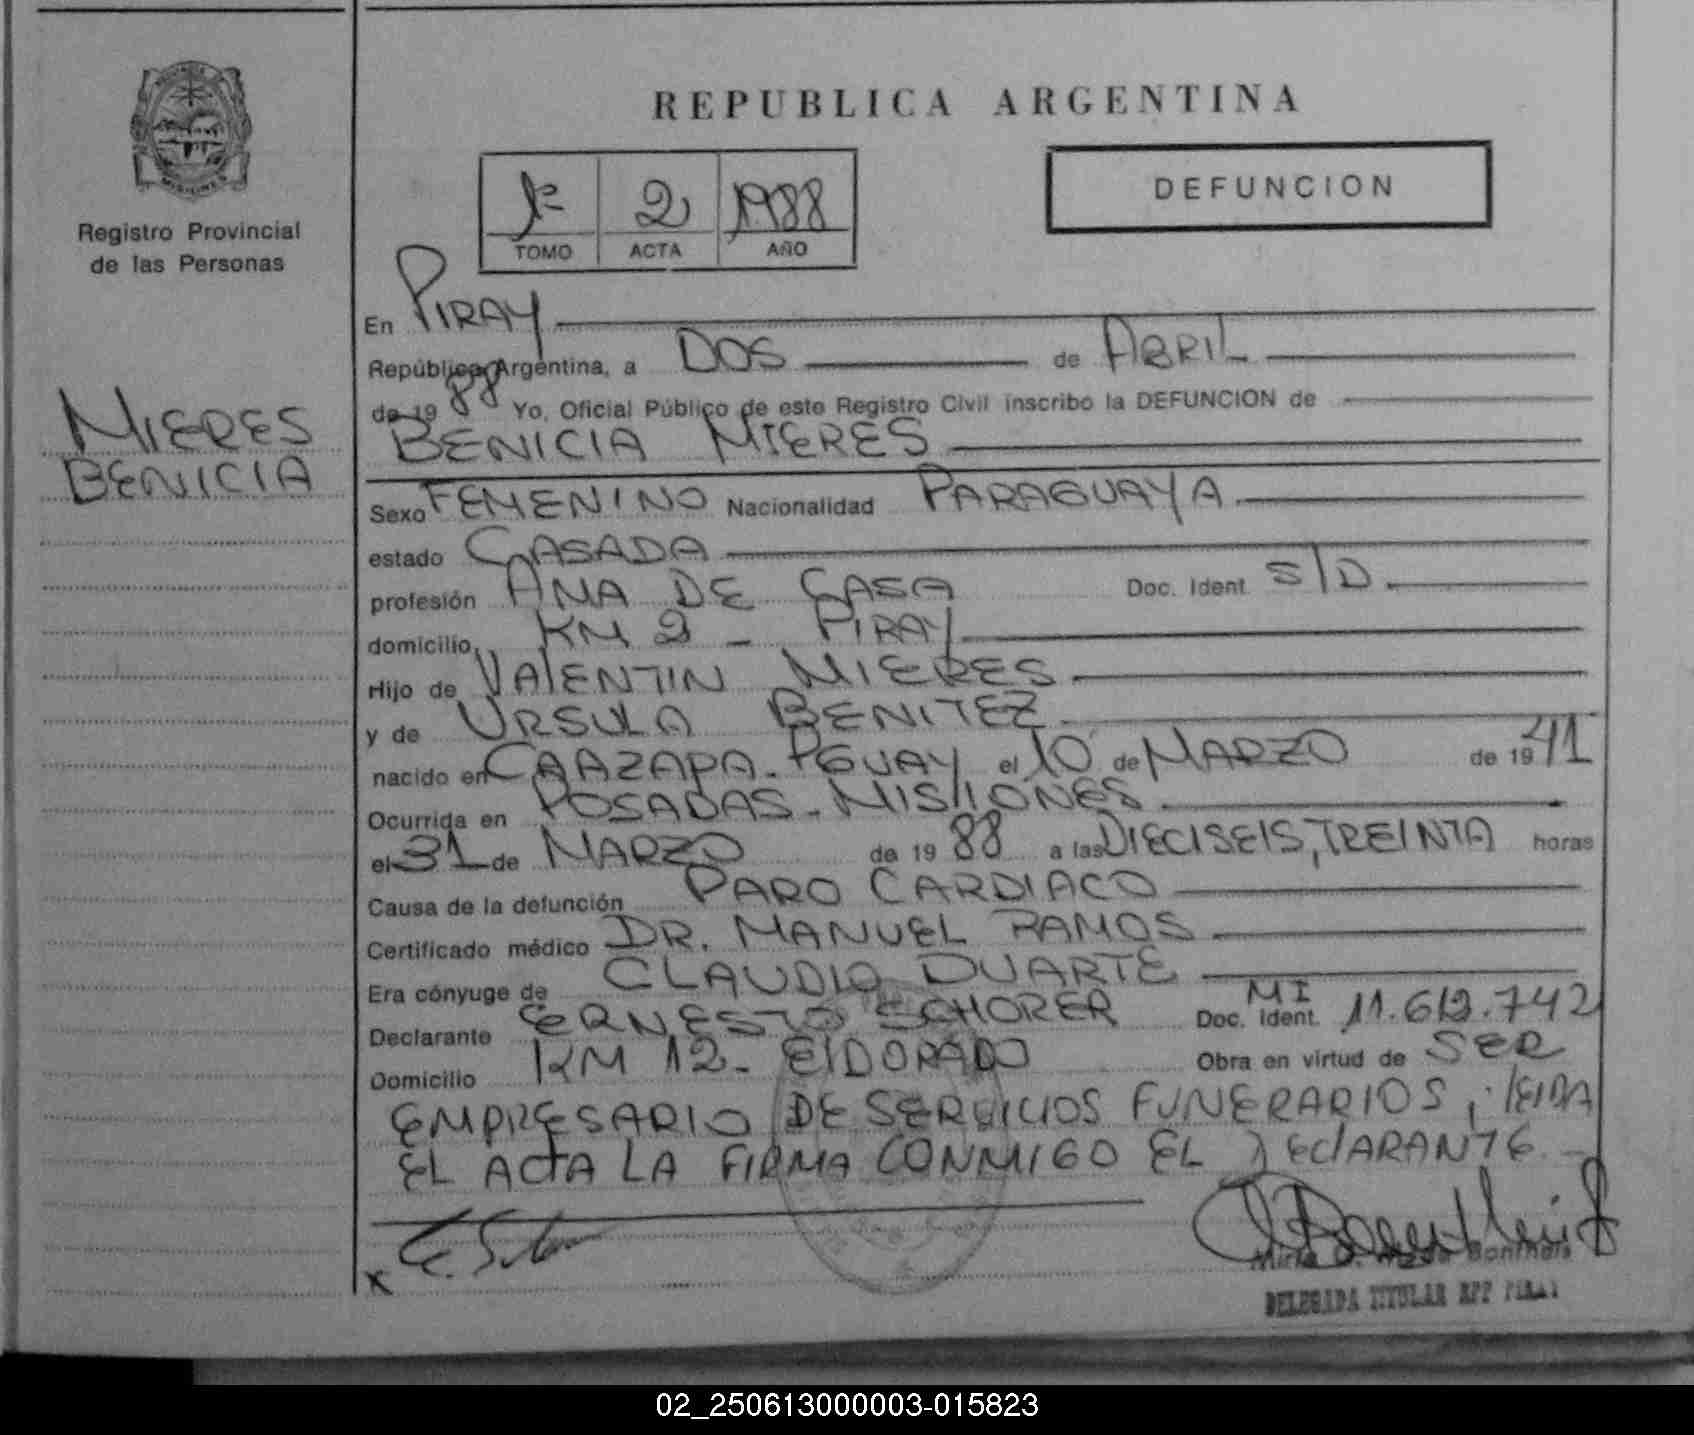 REPUBLICA ARGENTINA
DEFUNCION
1º 2 1988
TOMO ACTA AÑO
Registro Provincial
de las Personas
MIERES
BENICIA
En PIRAY
República Argentina, a DOS de ABRIL
de 19 88 Yo, Oficial Público de este Registro Civil inscribo la DEFUNCION de
BENICIA MIERES
Sexo FEMENINO Nacionalidad PARAGUAYA
estado CASADA
profesión AMA DE CASA Doc. Ident. S/D
domicilio KM 2 - PIRAY
Hijo de VALENTIN MIERES
y de URSULA BENITEZ
nacido en CAAZAPA - PGUAY el 10 de MARZO de 19 41
Ocurrida en POSADAS - MISIONES
el 31 de MARZO de 19 88 a las DIECISEIS, TREINTA horas
Causa de la defunción PARO CARDIACO
Certificado médico DR. MANUEL RAMOS
Era cónyuge de CLAUDIO DUARTE
Declarante ERNESTO SCHORER Doc. Ident. MI 11.612.742
Domicilio KM 12 - ELDORADO Obra en virtud de SER
EMPRESARIO DE SERVICIOS FUNERARIOS, LEIDA
EL ACTA LA FIRMA CONMIGO EL DECLARANTE
x
DELEGADA TITULAR RPP PIRAY
02_250613000003-015823